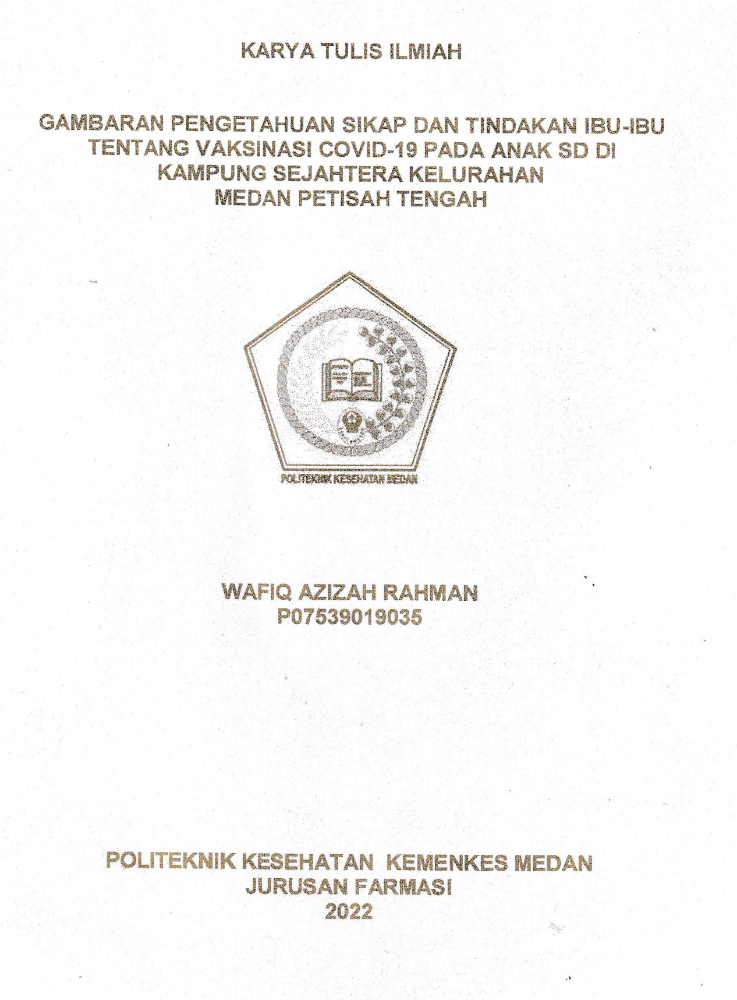 KARYA TULIS ILMIAH
GAMBARAN PENGETAHUAN SIKAP DAN TINDAKAN IBU-IBU
TENTANG VAKSINASI COVID-19 PADA ANAK SD DI
KAMPUNG SEJAHTERA KELURAHAN
MEDAN PETISAH TENGAH
POLITEKNIK KESEHATAN MEDAN
WAFIQ AZIZAH RAHMAN
P07539019035
POLITEKNIK KESEHATAN KEMENKES MEDAN
JURUSAN FARMASI
2022